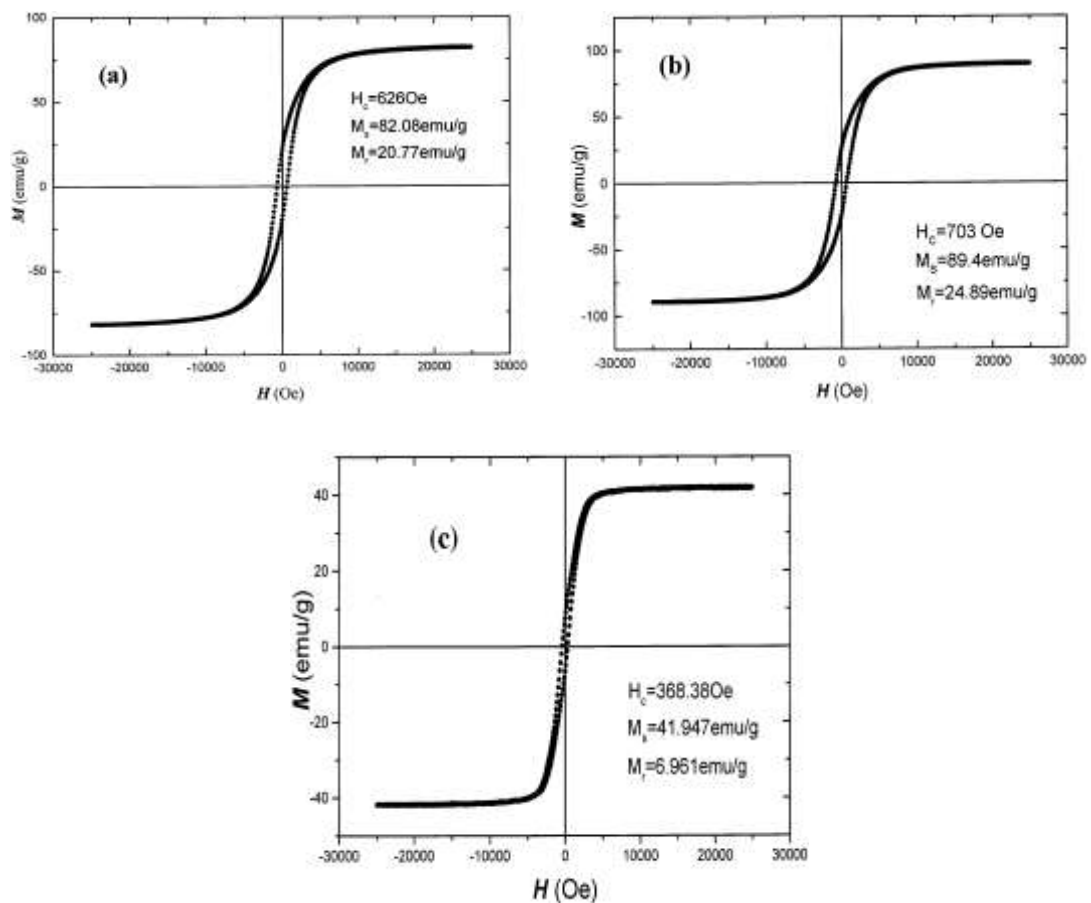 (a)
H_c=626Oe
M_s=82.08emu/g
M_r=20.77emu/g
100
50
0
-50
-100
M (emu/g)
-30000 -20000 -10000 0 10000 20000 30000
H (Oe)
(b)
H_C=703 Oe
M_S=89.4emu/g
M_r=24.89emu/g
100
50
0
-50
-100
M (emu/g)
-30000 -20000 -10000 0 10000 20000 30000
H (Oe)
(c)
H_c=368.38Oe
M_s=41.947emu/g
M_r=6.961emu/g
40
20
0
-20
-40
M (emu/g)
-30000 -20000 -10000 0 10000 20000 30000
H (Oe)